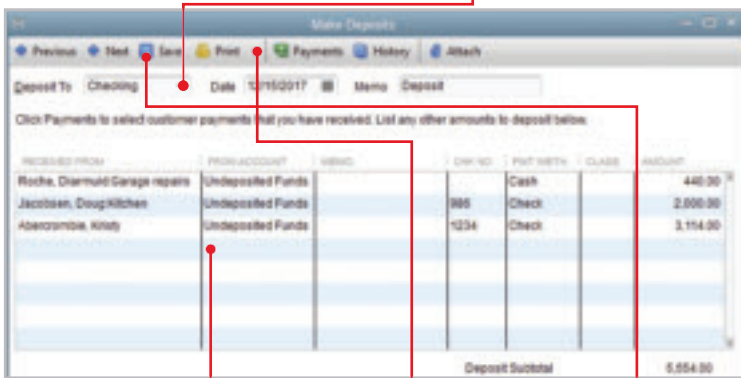 Make Deposits
Previous Next Save Print Payments History Attach
Deposit To Checking Date 12/15/2017 Memo Deposit
Click Payments to select customer payments that you have received. List any other amounts to deposit below.
RECEIVED FROM FROM ACCOUNT MEMO CHK NO. PMT METH. CLASS AMOUNT
Roche, Diarmuid:Garage repairs Undeposited Funds Cash 440.00
Jacobsen, Doug:Kitchen Undeposited Funds 986 Check 2,000.00
Abercrombie, Kristy Undeposited Funds 1234 Check 3,114.00
Deposit Subtotal 5,554.00